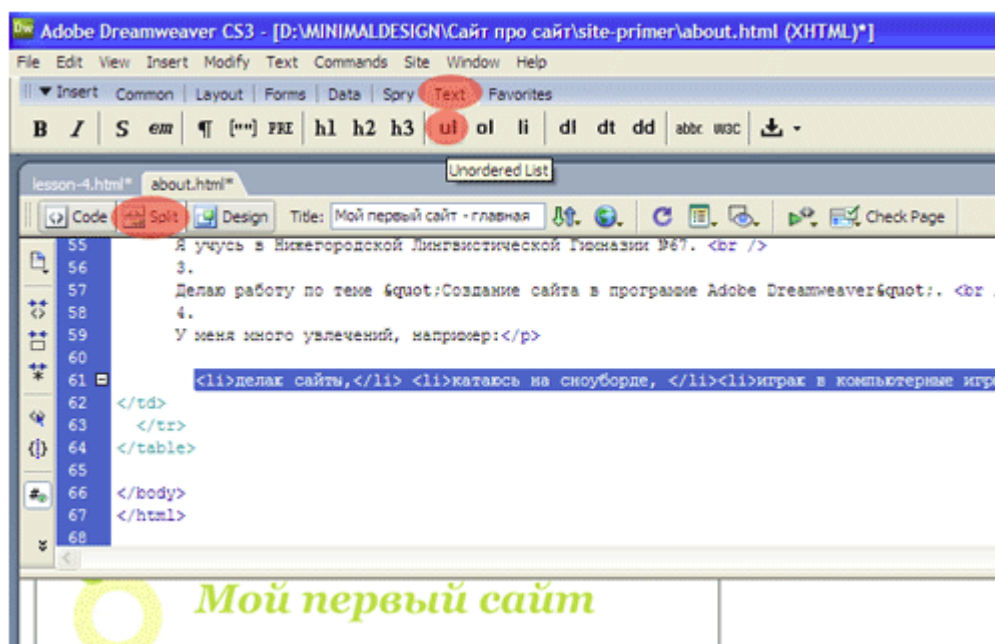 Adobe Dreamweaver CS3 - [D:\MINIMALDESIGN\Сайт про сайт\site-primer\about.html (XHTML)*]
File Edit View Insert Modify Text Commands Site Window Help
▼ Insert Common Layout Forms Data Spry Text Favorites
B I S em ¶ [""] PRE h1 h2 h3 ul ol li dl dt dd abbr. W3C
Unordered List
lesson-4.html* about.html*
Code Split Design Title: Мой первый сайт - главная Check Page
55 Я учусь в Нижегородской Лингвистической Гимназии №67. <br />
56 3.
57 Делаю работу по теме &quot;Создание сайта в программе Adobe Dreamweaver&quot;. <br
58 4.
59 У меня много увлечений, например:</p>
60
61 <li>делаю сайты,</li> <li>катаюсь на сноуборде, </li><li>играю в компьютерные игры
62 </td>
63 </tr>
64 </table>
65
66 </body>
67 </html>
68
Мой первый сайт